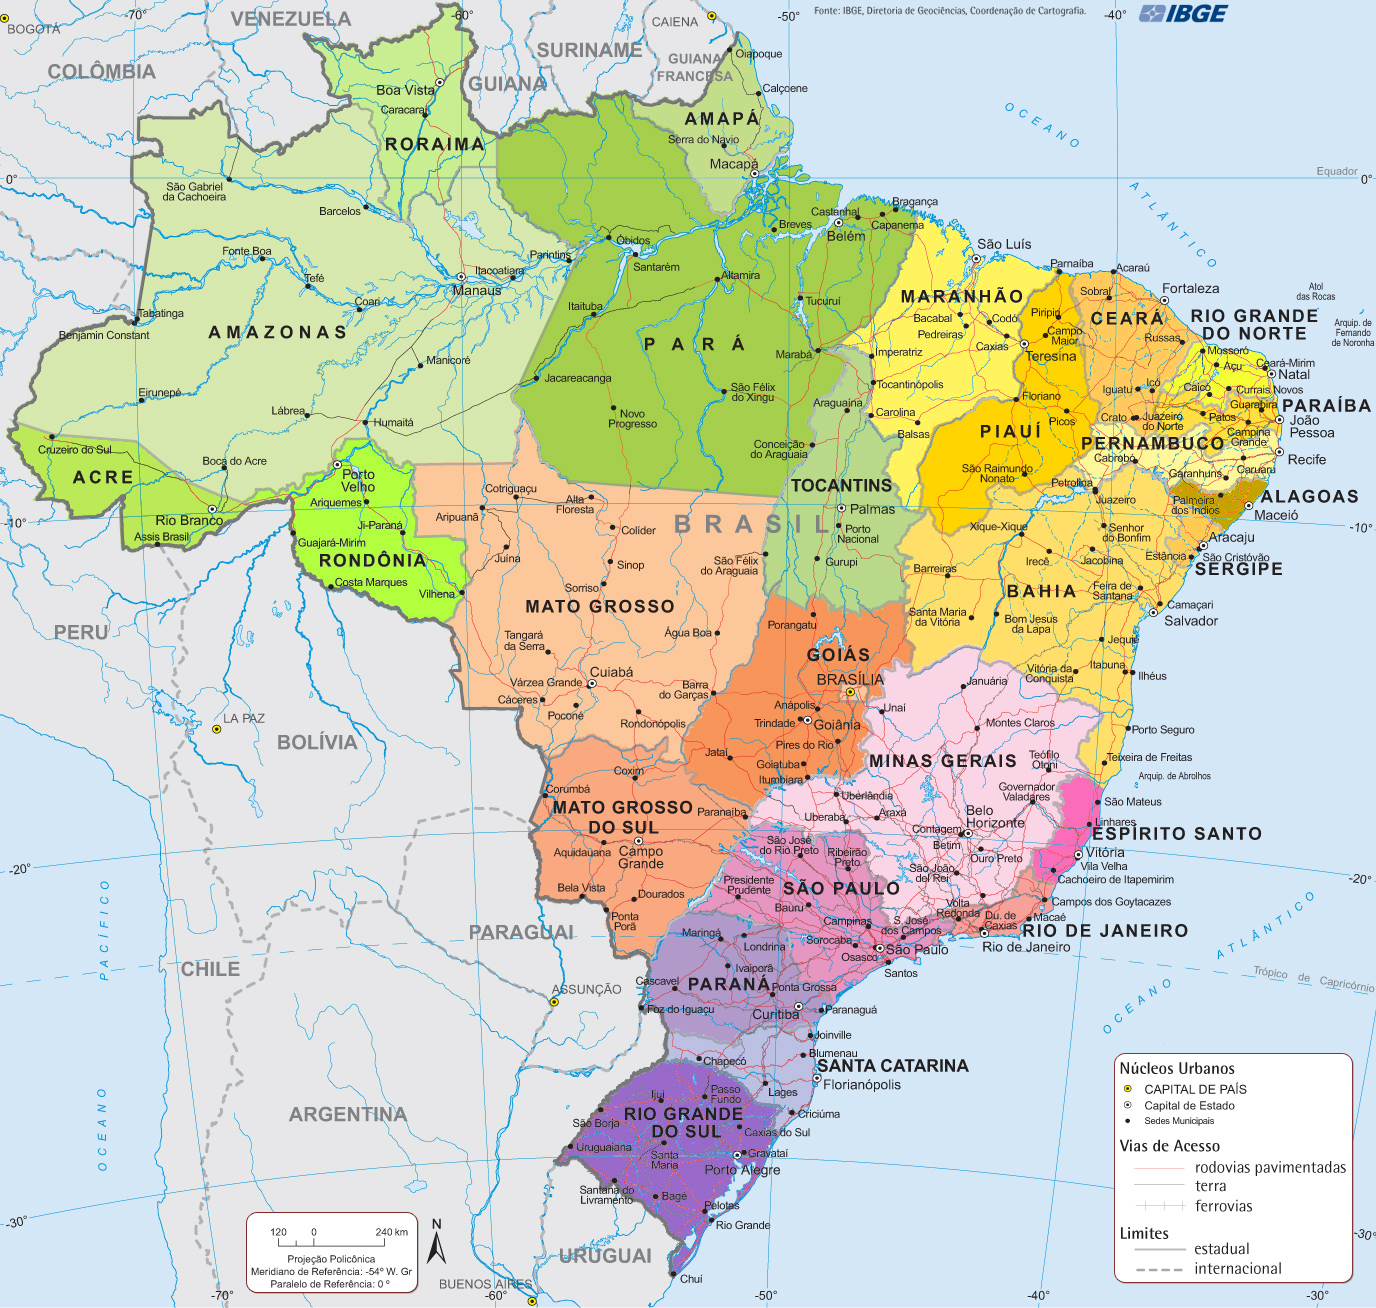 -70°
-60°
-50°
-40°
Fonte: IBGE, Diretoria de Geociências, Coordenação de Cartografia.
IBGE
BOGOTÁ
VENEZUELA
CAIENA
COLÔMBIA
SURINAME
GUIANA
FRANCESA
GUIANA
Oiapoque
Calçoene
Boa Vista
Caracaraí
RORAIMA
AMAPÁ
Serra do Navio
Macapá
OCEANO
ATLÂNTICO
Equador
0°
0°
São Gabriel
da Cachoeira
Barcelos
Fonte Boa
Tefé
Coari
Manaus
Itacoatiara
Parintins
Óbidos
Santarém
Altamira
Breves
Castanhal
Belém
Bragança
Capanema
São Luís
Tabatinga
Benjamin Constant
AMAZONAS
Manicoré
Itaituba
Tucuruí
PARÁ
Marabá
Jacareacanga
São Félix
do Xingu
Novo
Progresso
Conceição
do Araguaia
MARANHÃO
Bacabal
Codó
Pedreiras
Caxias
Imperatriz
Tocantinópolis
Carolina
Balsas
Araguaína
Parnaíba
Acaraú
Sobral
Fortaleza
Piripiri
CEARÁ
Campo
Maior
Teresina
Russas
RIO GRANDE
DO NORTE
Mossoró
Açu
Ceará-Mirim
Natal
Atol
das Rocas
Arquip. de
Fernando
de Noronha
Iguatu
Icó
Caicó
Currais Novos
Floriano
Picos
Crato
Juazeiro
do Norte
Patos
Guarabira
PARAÍBA
João
Pessoa
Campina
Grande
PIAUÍ
PERNAMBUCO
Cabrobó
Recife
Caruaru
Garanhuns
São Raimundo
Nonato
Petrolina
Juazeiro
Palmeira
dos Índios
ALAGOAS
Maceió
Eirunepé
Lábrea
Humaitá
Cruzeiro do Sul
Boca do Acre
ACRE
Rio Branco
Assis Brasil
Porto
Velho
Ariquemes
Ji-Paraná
Guajará-Mirim
RONDÔNIA
Costa Marques
Vilhena
-10°
-10°
Cotriguaçu
Alta
Floresta
Aripuanã
Colíder
Juína
Sinop
Sorriso
MATO GROSSO
BRASIL
São Félix
do Araguaia
Água Boa
TOCANTINS
Palmas
Porto
Nacional
Gurupi
Xique-Xique
Senhor
do Bonfim
Irecê
Jacobina
Aracaju
Estância
São Cristóvão
SERGIPE
Barreiras
BAHIA
Feira de
Santana
Camaçari
Salvador
Santa Maria
da Vitória
Bom Jesus
da Lapa
Jequié
Vitória da
Conquista
Itabuna
Ilhéus
Porto Seguro
Teixeira de Freitas
Arquip. de Abrolhos
PERU
LA PAZ
BOLÍVIA
Tangará
da Serra
Cuiabá
Várzea Grande
Cáceres
Poconé
Barra
do Garças
Rondonópolis
Porangatu
GOIÁS
BRASÍLIA
Anápolis
Trindade
Goiânia
Pires do Rio
Jataí
Goiatuba
Itumbiara
Januária
Unaí
Montes Claros
MINAS GERAIS
Teófilo
Otoni
Governador
Valadares
Uberlândia
Uberaba
Araxá
Belo
Horizonte
Contagem
Betim
Ouro Preto
São João
del Rei
São Mateus
Linhares
ESPÍRITO SANTO
Vitória
Vila Velha
Cachoeiro de Itapemirim
Campos dos Goytacazes
Macaé
Coxim
Corumbá
MATO GROSSO
DO SUL
Paranaíba
Aquidauana
Campo
Grande
Bela Vista
Dourados
Ponta
Porã
São José
do Rio Preto
Ribeirão
Preto
Presidente
Prudente
SÃO PAULO
Bauru
Campinas
S. José
dos Campos
Sorocaba
Osasco
São Paulo
Santos
Volta
Redonda
Du. de
Caxias
RIO DE JANEIRO
Rio de Janeiro
-20°
-20°
OCEANO
PACÍFICO
CHILE
PARAGUAI
ASSUNÇÃO
Maringá
Londrina
Ivaiporã
Cascavel
PARANÁ
Ponta Grossa
Foz do Iguaçu
Curitiba
Paranaguá
Joinville
Blumenau
Chapecó
SANTA CATARINA
Florianópolis
Lages
Criciúma
OCEANO
ATLÂNTICO
Trópico de Capricórnio
ARGENTINA
Ijuí
Passo
Fundo
RIO GRANDE
DO SUL
São Borja
Uruguaiana
Santa
Maria
Caxias do Sul
Gravataí
Porto Alegre
Santana do
Livramento
Bagé
Pelotas
Rio Grande
Chuí
URUGUAI
BUENOS AIRES
-30°
-30°
-70°
-60°
-50°
-40°
-30°
N
120 0 240 km
Projeção Policônica
Meridiano de Referência: -54º W. Gr
Paralelo de Referência: 0 º
Núcleos Urbanos
CAPITAL DE PAÍS
Capital de Estado
Sedes Municipais
Vias de Acesso
rodovias pavimentadas
terra
ferrovias
Limites
estadual
internacional